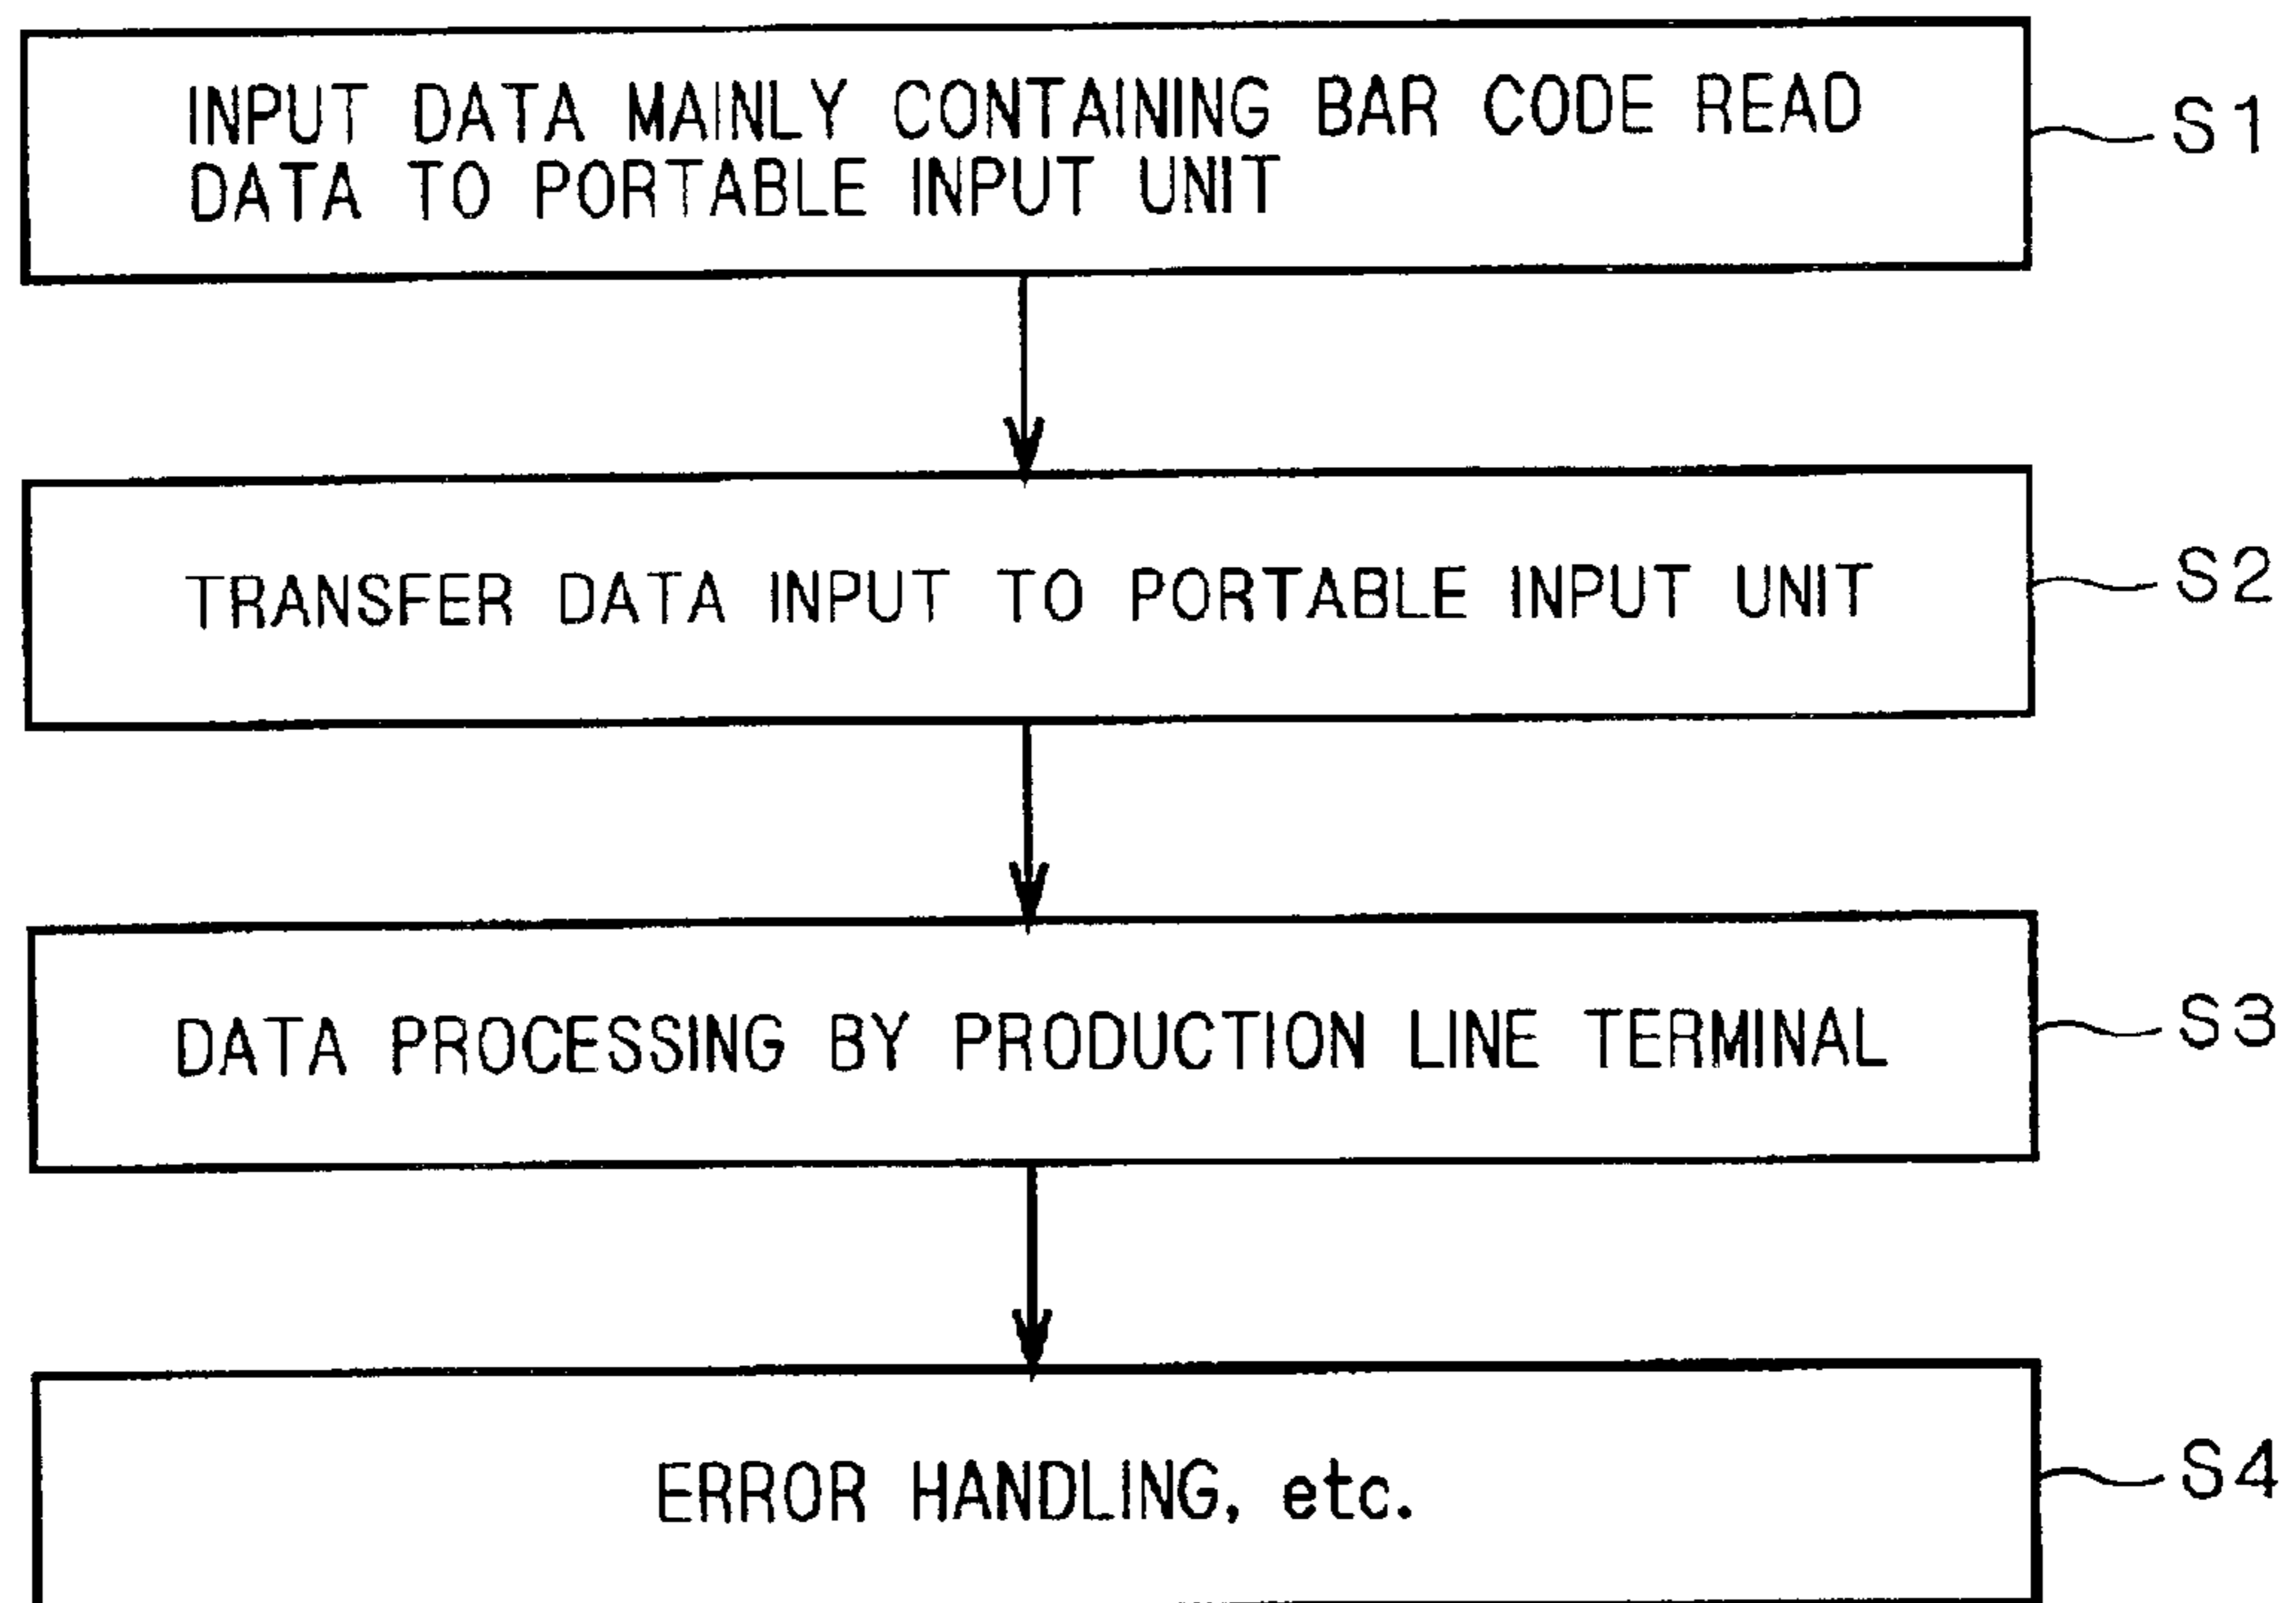 INPUT DATA MAINLY CONTAINING BAR CODE READ
DATA TO PORTABLE INPUT UNIT
S1
TRANSFER DATA INPUT TO PORTABLE INPUT UNIT
S2
DATA PROCESSING BY PRODUCTION LINE TERMINAL
S3
ERROR HANDLING, etc.
S4